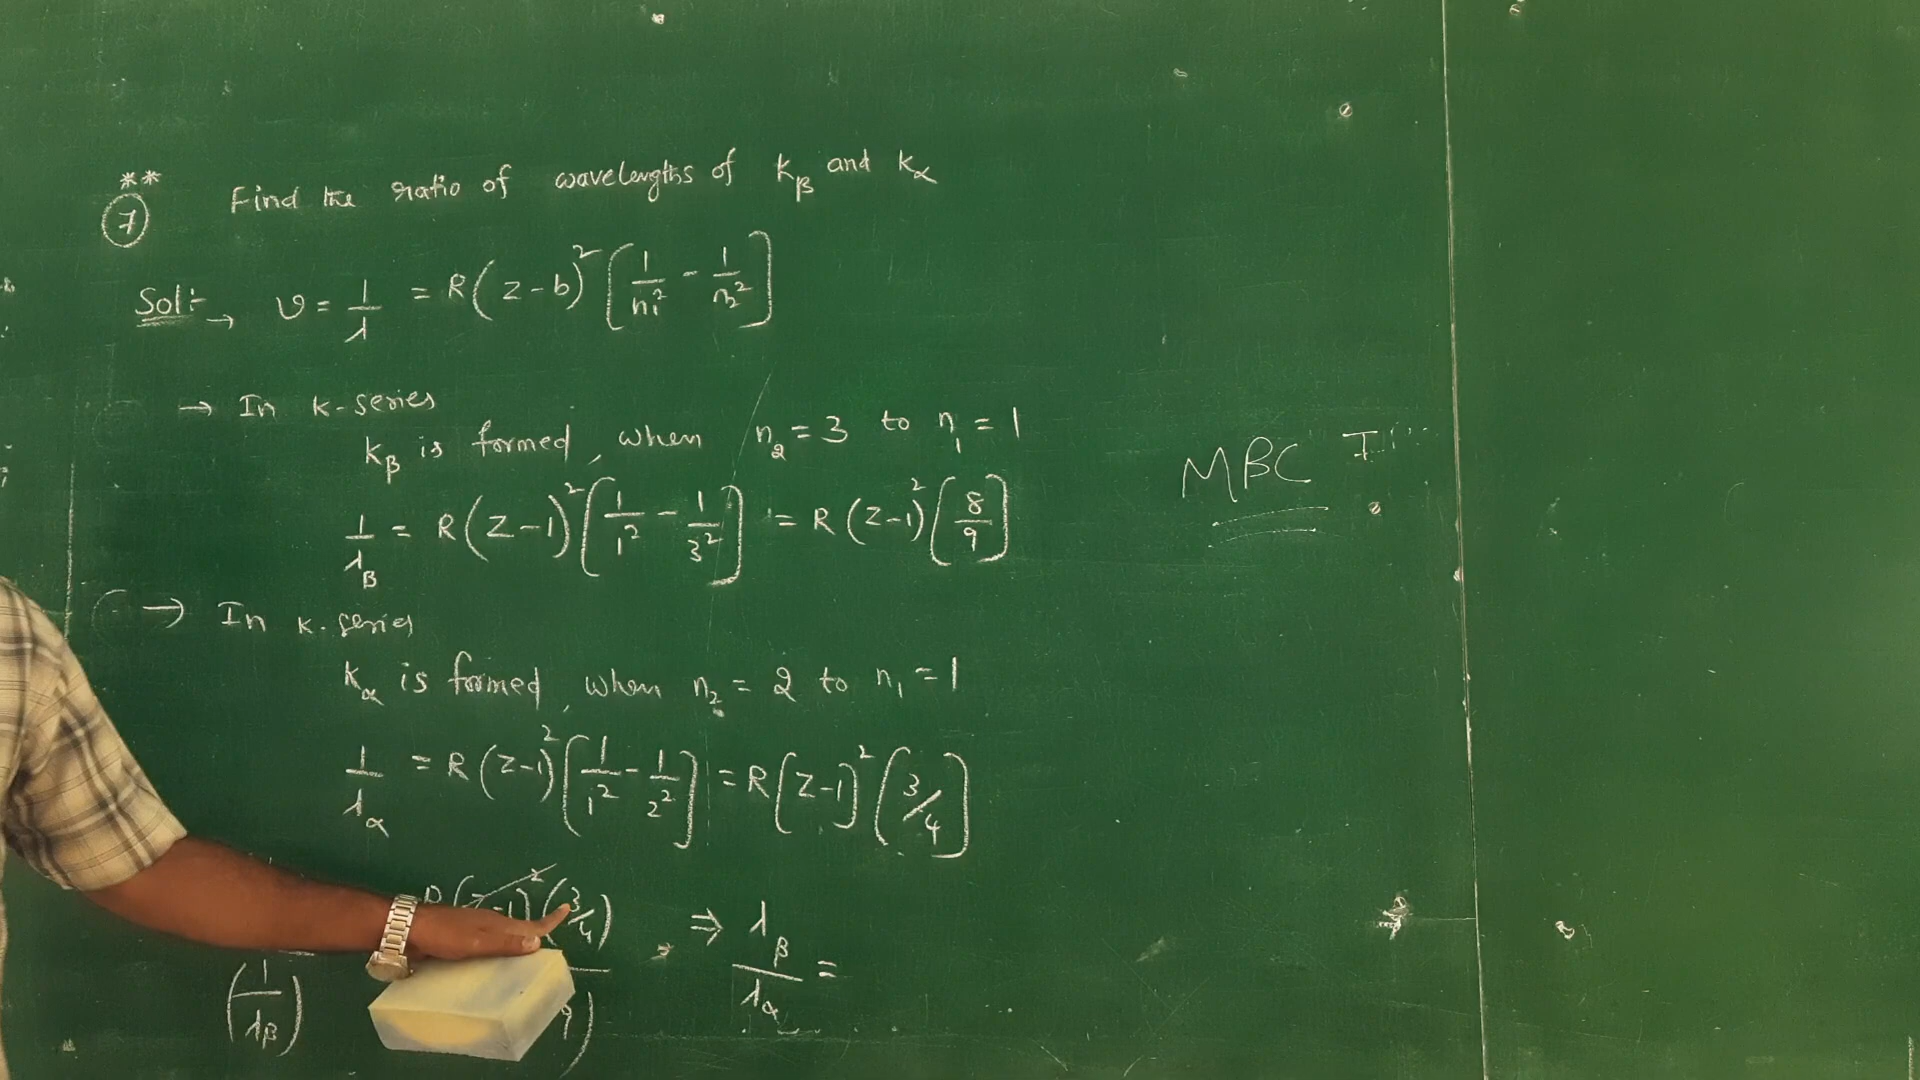 ** 
⑦ Find the ratio of wavelengths of Kβ and Kα
Sol:- → ν = 1/λ = R(Z-b)² [1/n₁² - 1/n₂²]
→ In K-series
Kβ is formed, when n₂ = 3 to n₁ = 1
1/λβ = R(Z-1)² [1/1² - 1/3²] = R(Z-1)² [8/9]
→ In K-series
Kα is formed, when n₂ = 2 to n₁ = 1
1/λα = R(Z-1)² [1/1² - 1/2²] = R[Z-1]² [3/4]
-1)² (3/4)
(1/λβ) 9)
⇒ λβ/λα =
MBC